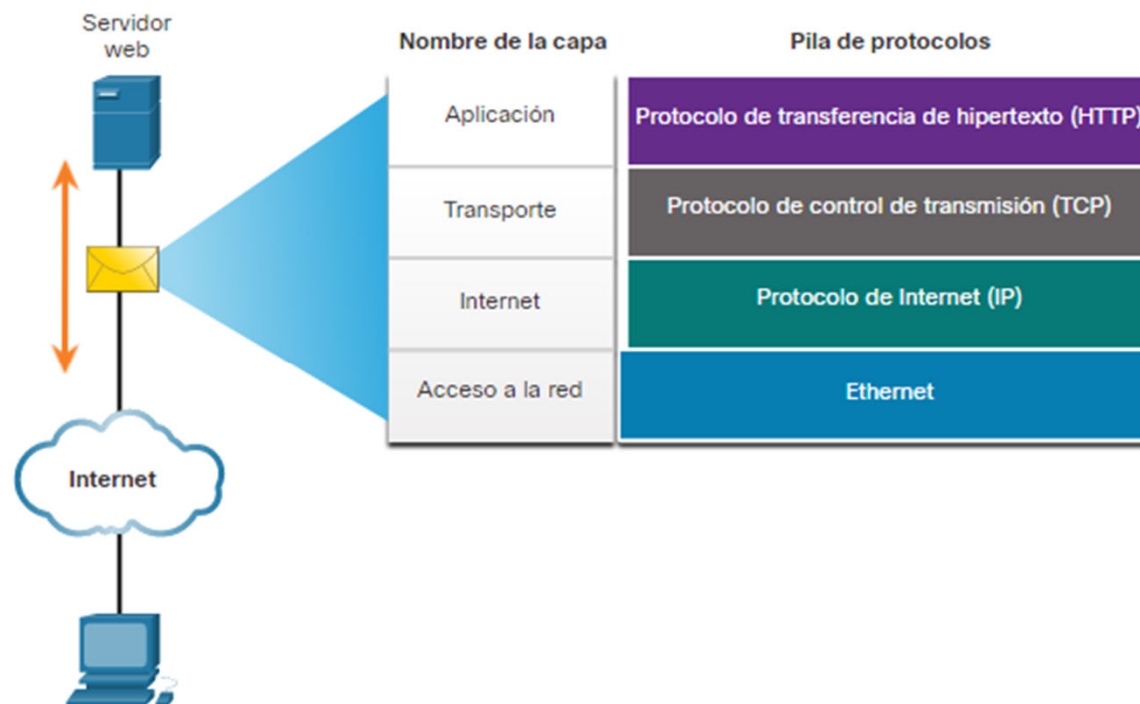 Servidor
web
Nombre de la capa
Pila de protocolos
Aplicación
Protocolo de transferencia de hipertexto (HTTP)
Transporte
Protocolo de control de transmisión (TCP)
Internet
Protocolo de Internet (IP)
Acceso a la red
Ethernet
Internet